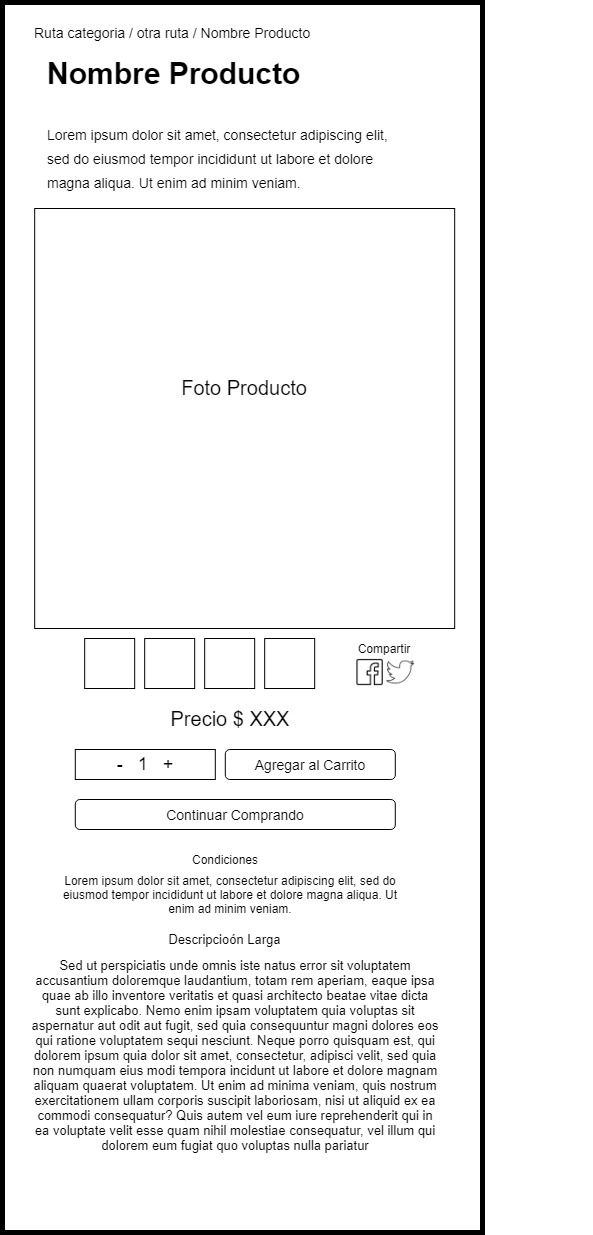 Ruta categoria / otra ruta / Nombre Producto
Nombre Producto
Lorem ipsum dolor sit amet, consectetur adipiscing elit,
sed do eiusmod tempor incididunt ut labore et dolore
magna aliqua. Ut enim ad minim veniam.
Foto Producto
Compartir
Precio $ XXX
- 1 +
Agregar al Carrito
Continuar Comprando
Condiciones
Lorem ipsum dolor sit amet, consectetur adipiscing elit, sed do
eiusmod tempor incididunt ut labore et dolore magna aliqua. Ut
enim ad minim veniam.
Descripcioón Larga
Sed ut perspiciatis unde omnis iste natus error sit voluptatem
accusantium doloremque laudantium, totam rem aperiam, eaque ipsa
quae ab illo inventore veritatis et quasi architecto beatae vitae dicta
sunt explicabo. Nemo enim ipsam voluptatem quia voluptas sit
aspernatur aut odit aut fugit, sed quia consequuntur magni dolores eos
qui ratione voluptatem sequi nesciunt. Neque porro quisquam est, qui
dolorem ipsum quia dolor sit amet, consectetur, adipisci velit, sed quia
non numquam eius modi tempora incidunt ut labore et dolore magnam
aliquam quaerat voluptatem. Ut enim ad minima veniam, quis nostrum
exercitationem ullam corporis suscipit laboriosam, nisi ut aliquid ex ea
commodi consequatur? Quis autem vel eum iure reprehenderit qui in
ea voluptate velit esse quam nihil molestiae consequatur, vel illum qui
dolorem eum fugiat quo voluptas nulla pariatur